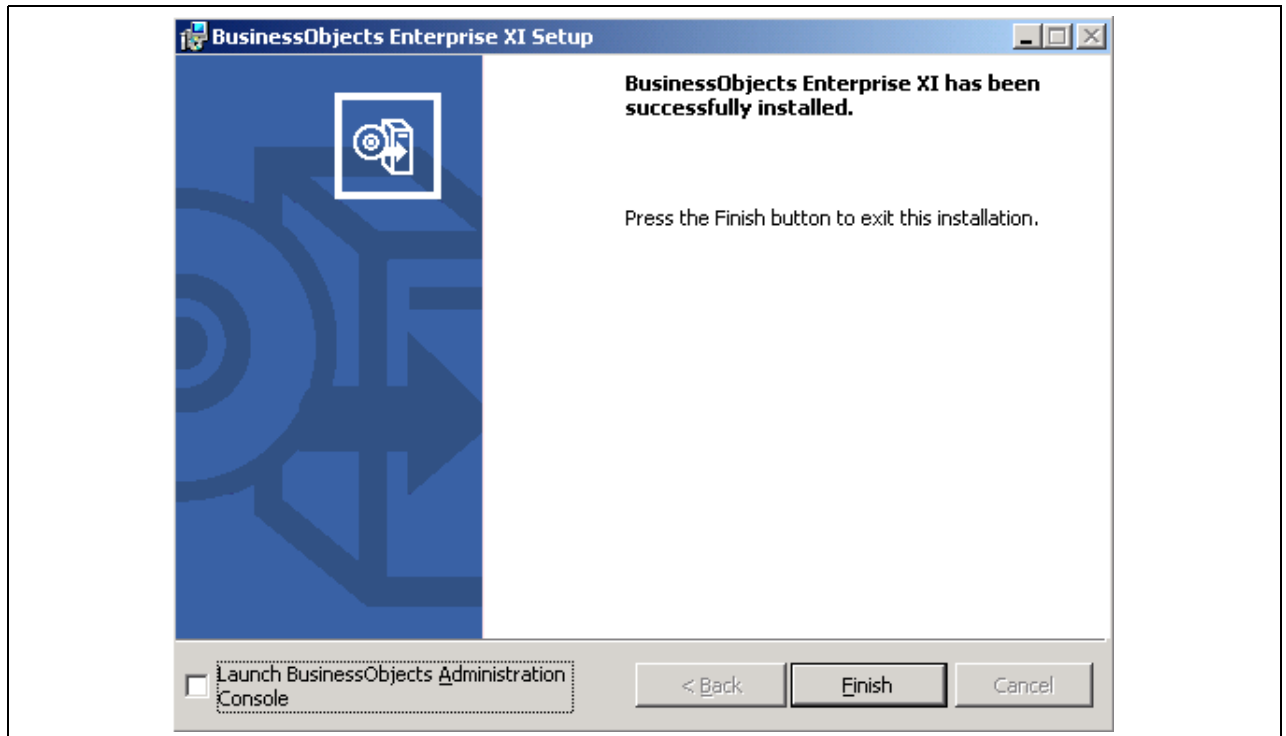 BusinessObjects Enterprise XI Setup
BusinessObjects Enterprise XI has been
successfully installed.
Press the Finish button to exit this installation.
Launch BusinessObjects Administration
Console
< Back
Finish
Cancel